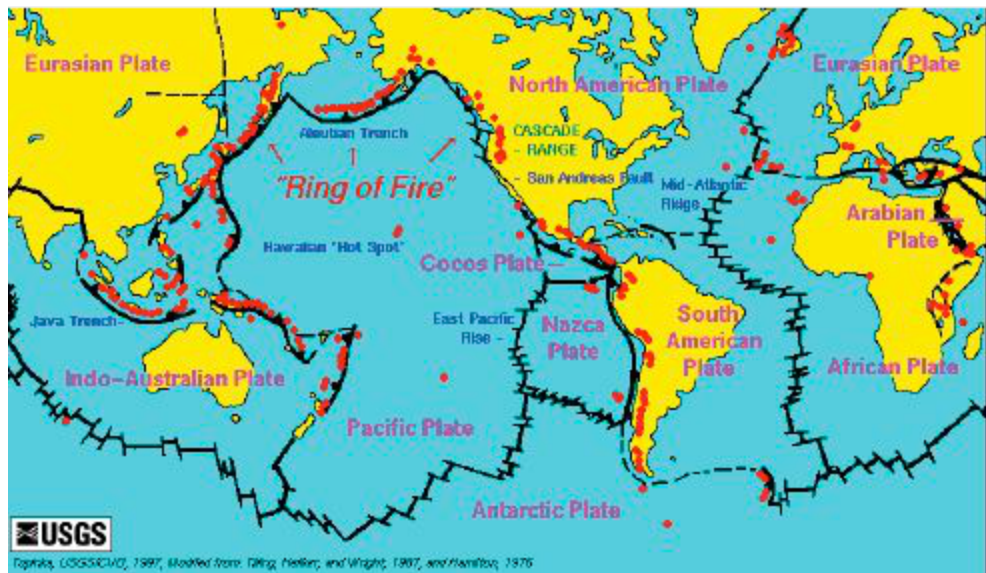 Eurasian Plate
North American Plate
Eurasian Plate
Aleutian Trench
CASCADE
- RANGE
"Ring of Fire"
- San Andreas Fault
Mid-Atlantic
Ridge
Arabian
Plate
Hawaiian "Hot Spot"
Cocos Plate
Java Trench
East Pacific
Rise
Nazca
Plate
South
American
Plate
Indo-Australian Plate
African Plate
Pacific Plate
Antarctic Plate
USGS
Topinka, USGS/CVO, 1997, Modified from: Tilling, Heliker, and Wright, 1987, and Hamilton, 1976